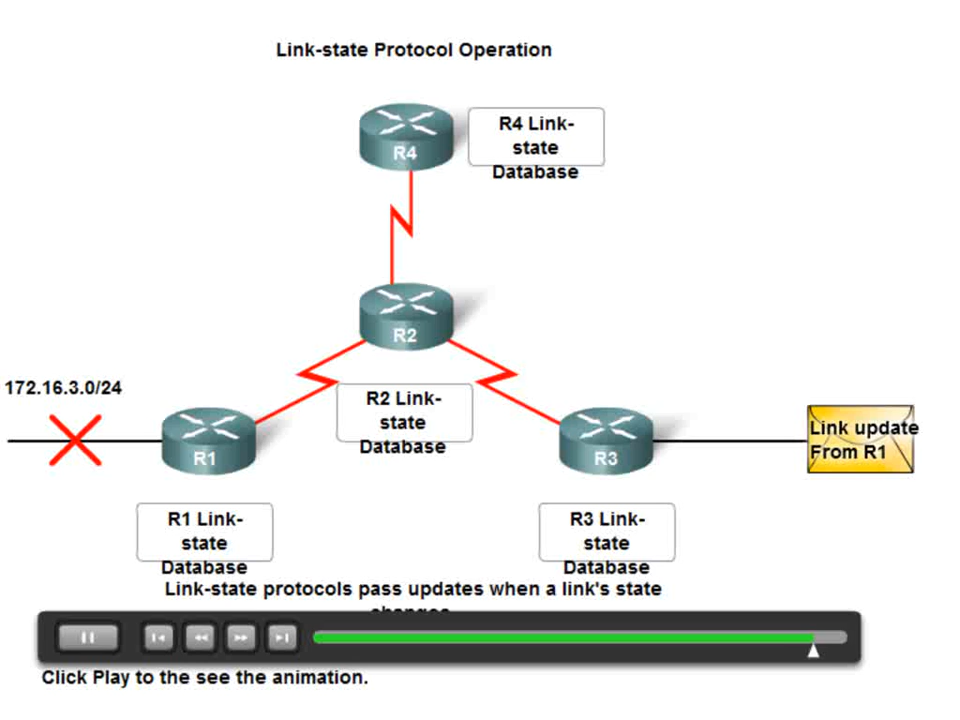 Link-state Protocol Operation
R4
R4 Link-
state
Database
R2
172.16.3.0/24
R2 Link-
state
Database
R1
R3
Link update
From R1
R1 Link-
state
Database
R3 Link-
state
Database
Link-state protocols pass updates when a link's state
changes
Click Play to the see the animation.